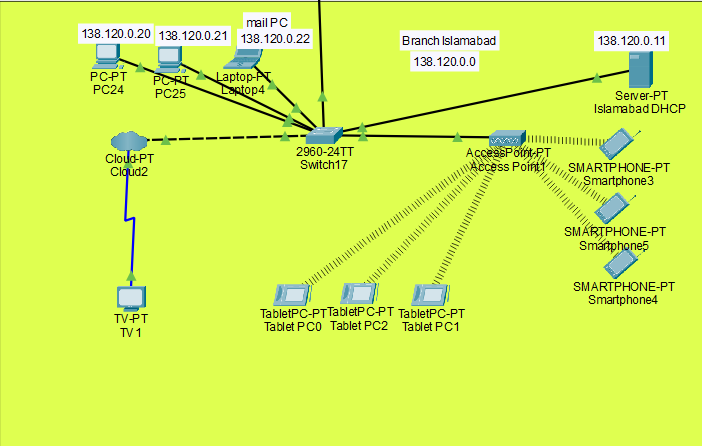 mail PC
138.120.0.20
138.120.0.21
138.120.0.22
Branch Islamabad
138.120.0.0
138.120.0.11
PC-PT
PC24
PC-PT
PC25
Laptop-PT
Laptop4
Server-PT
Islamabad DHCP
Cloud-PT
Cloud2
2960-24TT
Switch17
AccessPoint-PT
Access Point1
SMARTPHONE-PT
Smartphone3
SMARTPHONE-PT
Smartphone5
SMARTPHONE-PT
Smartphone4
TV-PT
TV1
TabletPC-PT
Tablet PC0
TabletPC-PT
Tablet PC2
TabletPC-PT
Tablet PC1